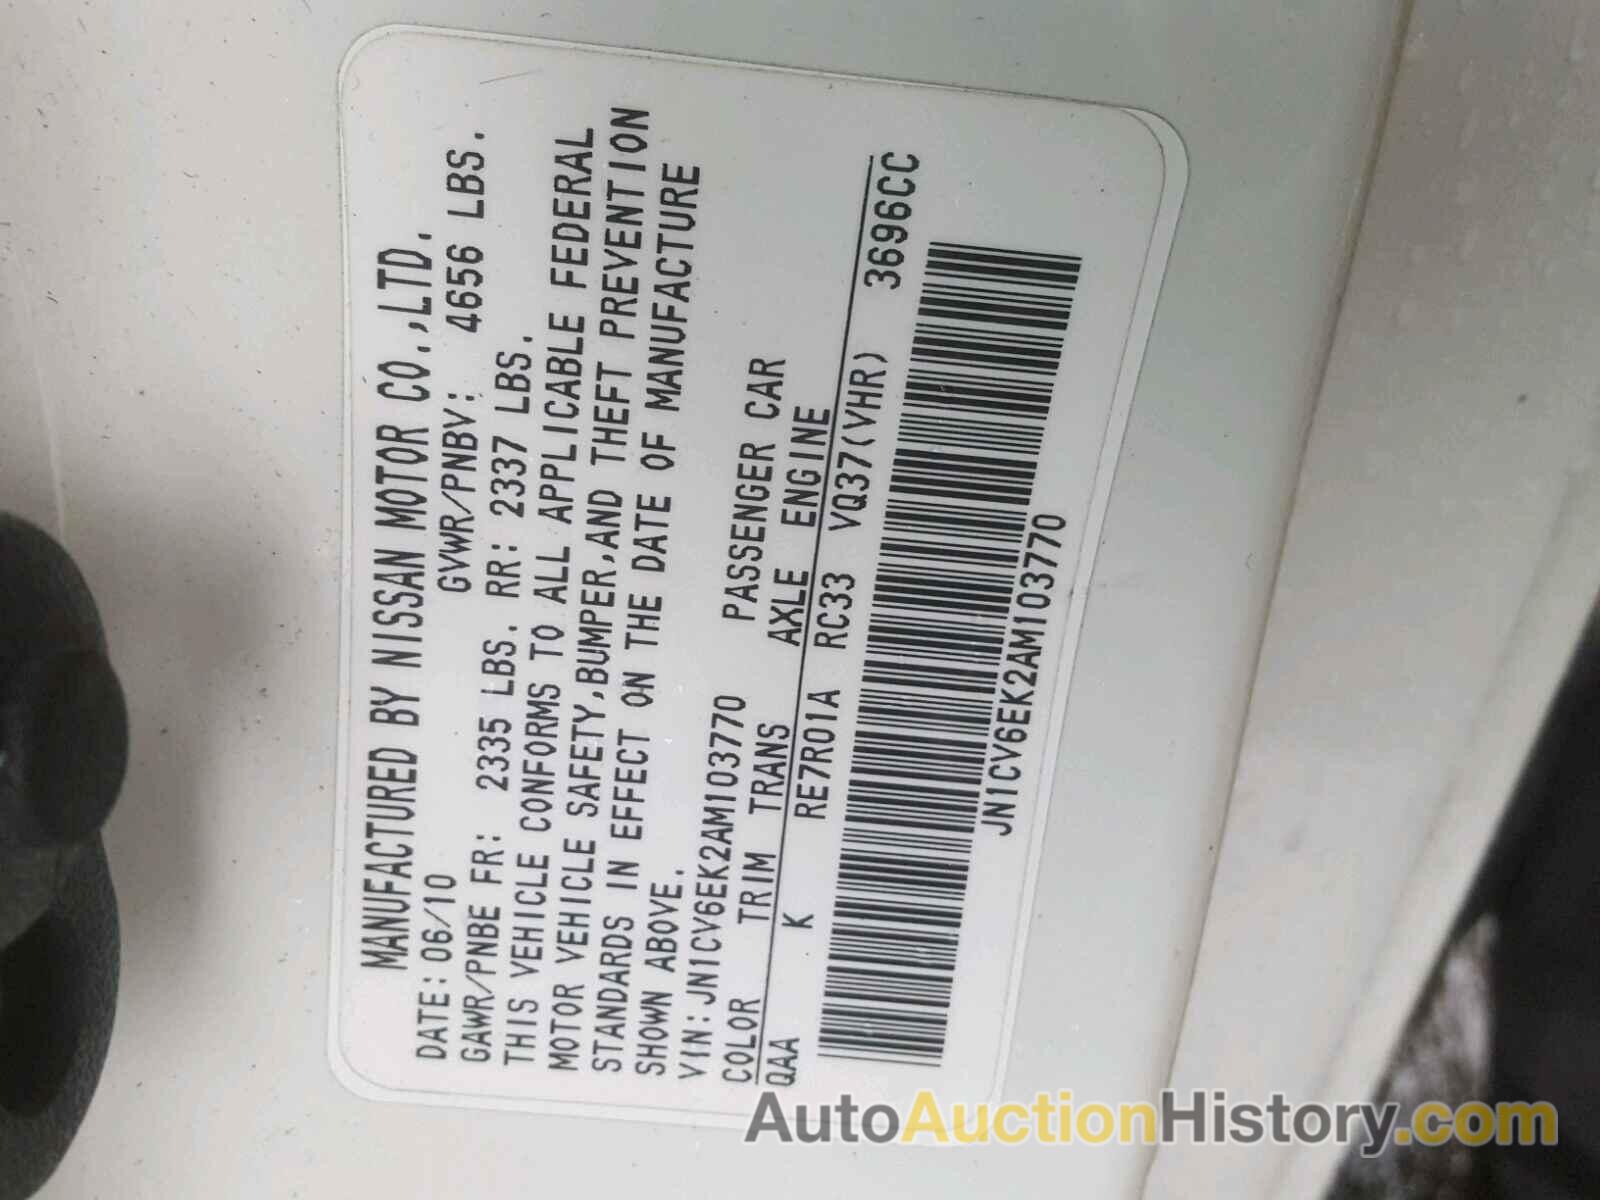 MANUFACTURED BY NISSAN MOTOR CO.,LTD.
DATE:06/10 GVWR/PNBV: 4656 LBS.
GAWR/PNBE FR: 2335 LBS. RR: 2337 LBS.
THIS VEHICLE CONFORMS TO ALL APPLICABLE FEDERAL
MOTOR VEHICLE SAFETY,BUMPER,AND THEFT PREVENTION
STANDARDS IN EFFECT ON THE DATE OF MANUFACTURE
SHOWN ABOVE.
VIN:JN1CV6EK2AM103770 PASSENGER CAR
COLOR TRIM TRANS AXLE ENGINE
QAA K RE7R01A RC33 VQ37(VHR) 3696CC
JN1CV6EK2AM103770
AutoAuctionHistory.com